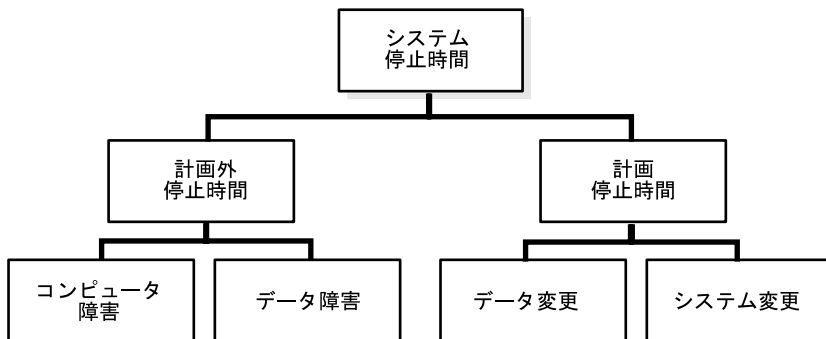 システム
停止時間
計画外
停止時間
計画
停止時間
コンピュータ
障害
データ障害
データ変更
システム変更